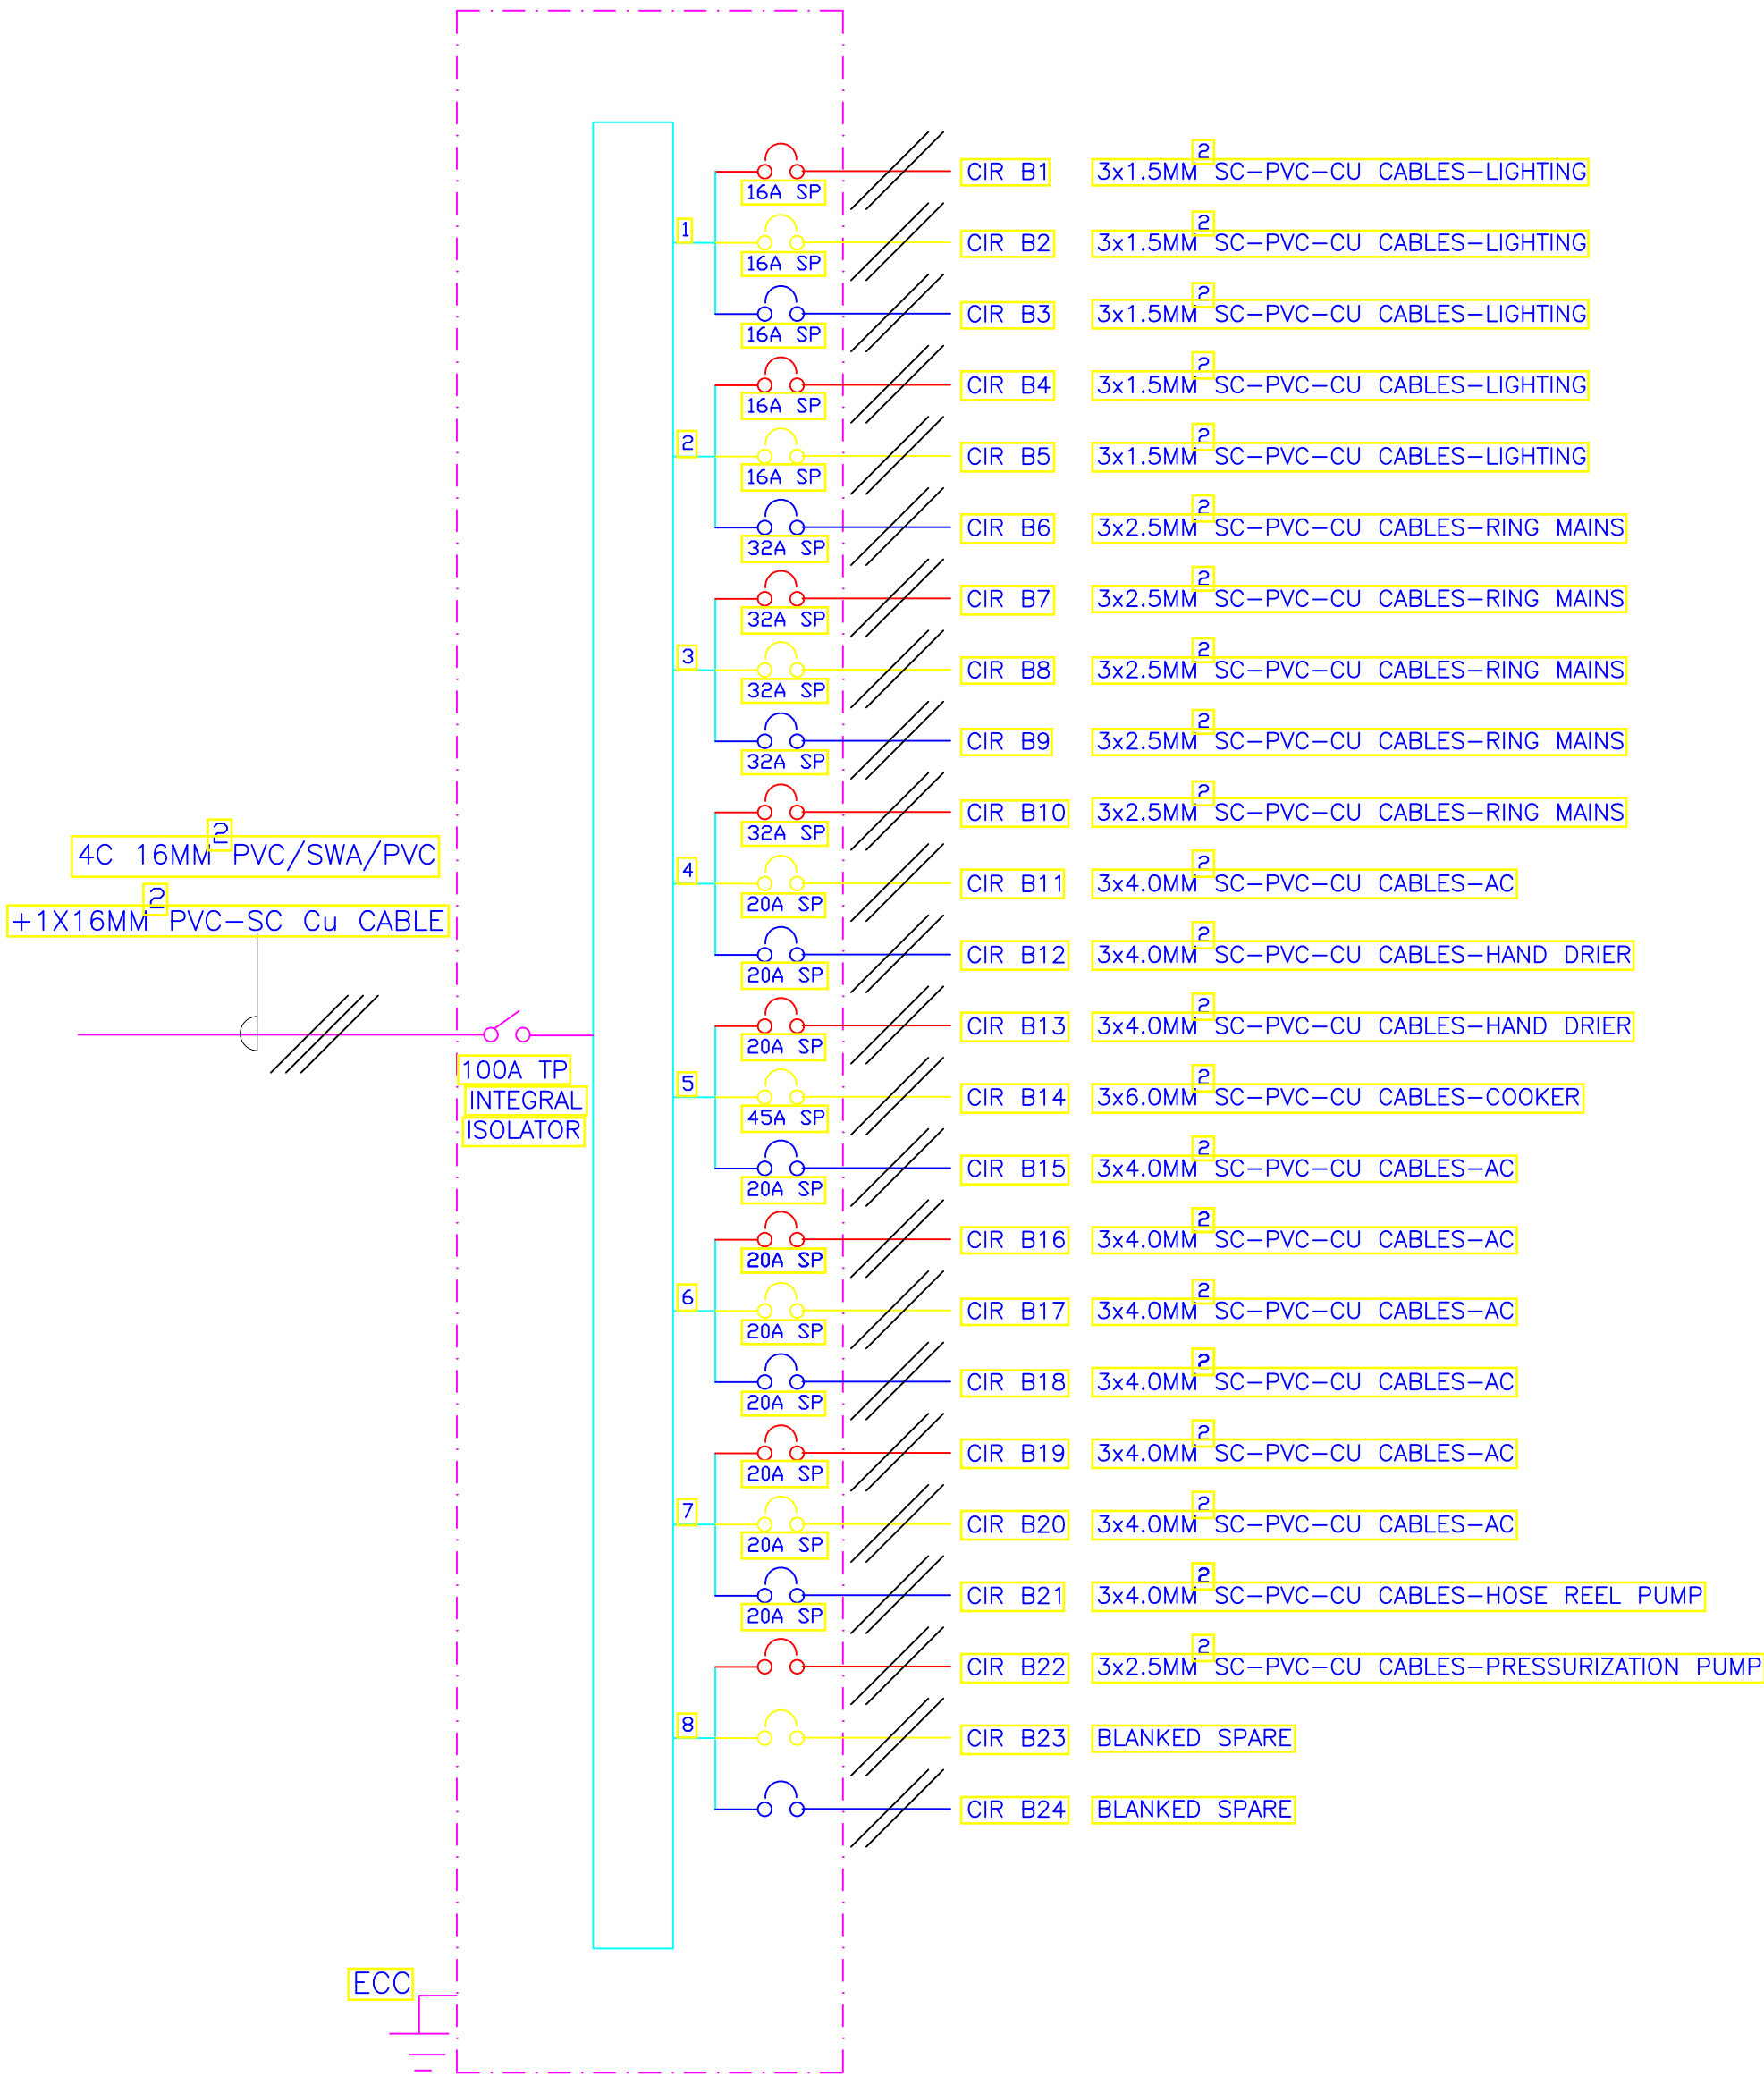 CIR B1 3x1.5MM² SC-PVC-CU CABLES-LIGHTING
16A SP
1
CIR B2 3x1.5MM² SC-PVC-CU CABLES-LIGHTING
16A SP
CIR B3 3x1.5MM² SC-PVC-CU CABLES-LIGHTING
16A SP
CIR B4 3x1.5MM² SC-PVC-CU CABLES-LIGHTING
16A SP
2
CIR B5 3x1.5MM² SC-PVC-CU CABLES-LIGHTING
16A SP
CIR B6 3x2.5MM² SC-PVC-CU CABLES-RING MAINS
32A SP
CIR B7 3x2.5MM² SC-PVC-CU CABLES-RING MAINS
32A SP
3
CIR B8 3x2.5MM² SC-PVC-CU CABLES-RING MAINS
32A SP
CIR B9 3x2.5MM² SC-PVC-CU CABLES-RING MAINS
32A SP
CIR B10 3x2.5MM² SC-PVC-CU CABLES-RING MAINS
32A SP
4C 16MM² PVC/SWA/PVC
4
CIR B11 3x4.0MM² SC-PVC-CU CABLES-AC
20A SP
+1X16MM² PVC-SC Cu CABLE
CIR B12 3x4.0MM² SC-PVC-CU CABLES-HAND DRIER
20A SP
CIR B13 3x4.0MM² SC-PVC-CU CABLES-HAND DRIER
20A SP
100A TP
INTEGRAL
ISOLATOR
5
CIR B14 3x6.0MM² SC-PVC-CU CABLES-COOKER
45A SP
CIR B15 3x4.0MM² SC-PVC-CU CABLES-AC
20A SP
CIR B16 3x4.0MM² SC-PVC-CU CABLES-AC
20A SP
6
CIR B17 3x4.0MM² SC-PVC-CU CABLES-AC
20A SP
CIR B18 3x4.0MM² SC-PVC-CU CABLES-AC
20A SP
CIR B19 3x4.0MM² SC-PVC-CU CABLES-AC
20A SP
7
CIR B20 3x4.0MM² SC-PVC-CU CABLES-AC
20A SP
CIR B21 3x4.0MM² SC-PVC-CU CABLES-HOSE REEL PUMP
20A SP
CIR B22 3x2.5MM² SC-PVC-CU CABLES-PRESSURIZATION PUMP
8
CIR B23 BLANKED SPARE
CIR B24 BLANKED SPARE
ECC